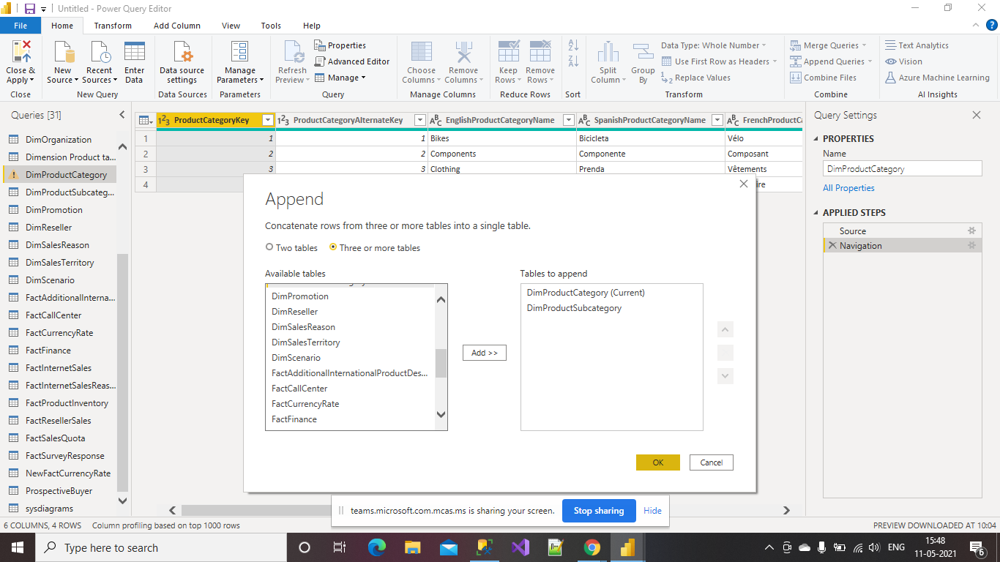 Untitled - Power Query Editor
File Home Transform Add Column View Tools Help
Close & Apply
New Source
Recent Sources
Enter Data
Data source settings
Manage Parameters
Refresh Preview
Properties
Advanced Editor
Manage
Choose Columns
Remove Columns
Keep Rows
Remove Rows
Split Column
Group By
Data Type: Whole Number
Use First Row as Headers
Replace Values
Merge Queries
Append Queries
Combine Files
Text Analytics
Vision
Azure Machine Learning
Close New Query Data Sources Parameters Query Manage Columns Reduce Rows Sort Transform Combine AI Insights
Queries [31]
DimOrganization
Dimension Product ta...
DimProductCategory
DimProductSubcateg...
DimPromotion
DimReseller
DimSalesReason
DimSalesTerritory
DimScenario
FactAdditionalInterna...
FactCallCenter
FactCurrencyRate
FactFinance
FactInternetSales
FactInternetSalesReas...
FactProductInventory
FactResellerSales
FactSalesQuota
FactSurveyResponse
NewFactCurrencyRate
ProspectiveBuyer
sysdiagrams
ProductCategoryKey ProductCategoryAlternateKey EnglishProductCategoryName SpanishProductCategoryName FrenchProductCa
1 1 1 Bikes Bicicleta Vélo
2 2 2 Components Componente Composant
3 3 3 Clothing Prenda Vêtements
4 ire
Append
Concatenate rows from three or more tables into a single table.
Two tables Three or more tables
Available tables
DimPromotion
DimReseller
DimSalesReason
DimSalesTerritory
DimScenario
FactAdditionalInternationalProductDes...
FactCallCenter
FactCurrencyRate
FactFinance
Add >>
Tables to append
DimProductCategory (Current)
DimProductSubcategory
OK Cancel
Query Settings
PROPERTIES
Name
DimProductCategory
All Properties
APPLIED STEPS
Source
Navigation
teams.microsoft.com.mcas.ms is sharing your screen. Stop sharing Hide
6 COLUMNS, 4 ROWS Column profiling based on top 1000 rows PREVIEW DOWNLOADED AT 10:04
Type here to search
ENG
15:48
11-05-2021
6